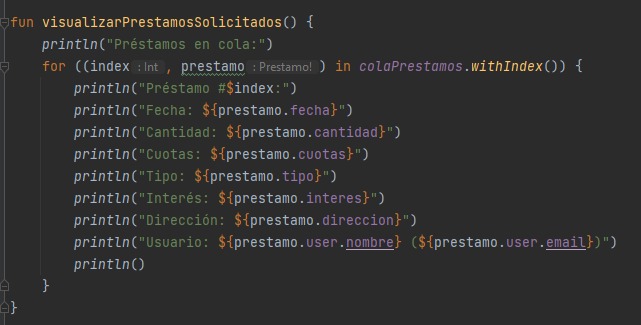 fun visualizarPrestamosSolicitados() {
println("Préstamos en cola:")
for ((index : Int , prestamo : Prestamo! ) in colaPrestamos.withIndex()) {
println("Préstamo #$index:")
println("Fecha: ${prestamo.fecha}")
println("Cantidad: ${prestamo.cantidad}")
println("Cuotas: ${prestamo.cuotas}")
println("Tipo: ${prestamo.tipo}")
println("Interés: ${prestamo.interes}")
println("Dirección: ${prestamo.direccion}")
println("Usuario: ${prestamo.user.nombre} (${prestamo.user.email})")
println()
}
}